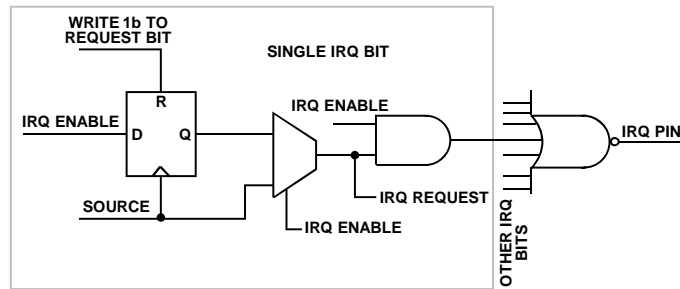 WRITE 1b TO
REQUEST BIT
SINGLE IRQ BIT
R
IRQ ENABLE
IRQ ENABLE
D
Q
IRQ PIN
IRQ REQUEST
SOURCE
IRQ ENABLE
OTHER IRQ
BITS